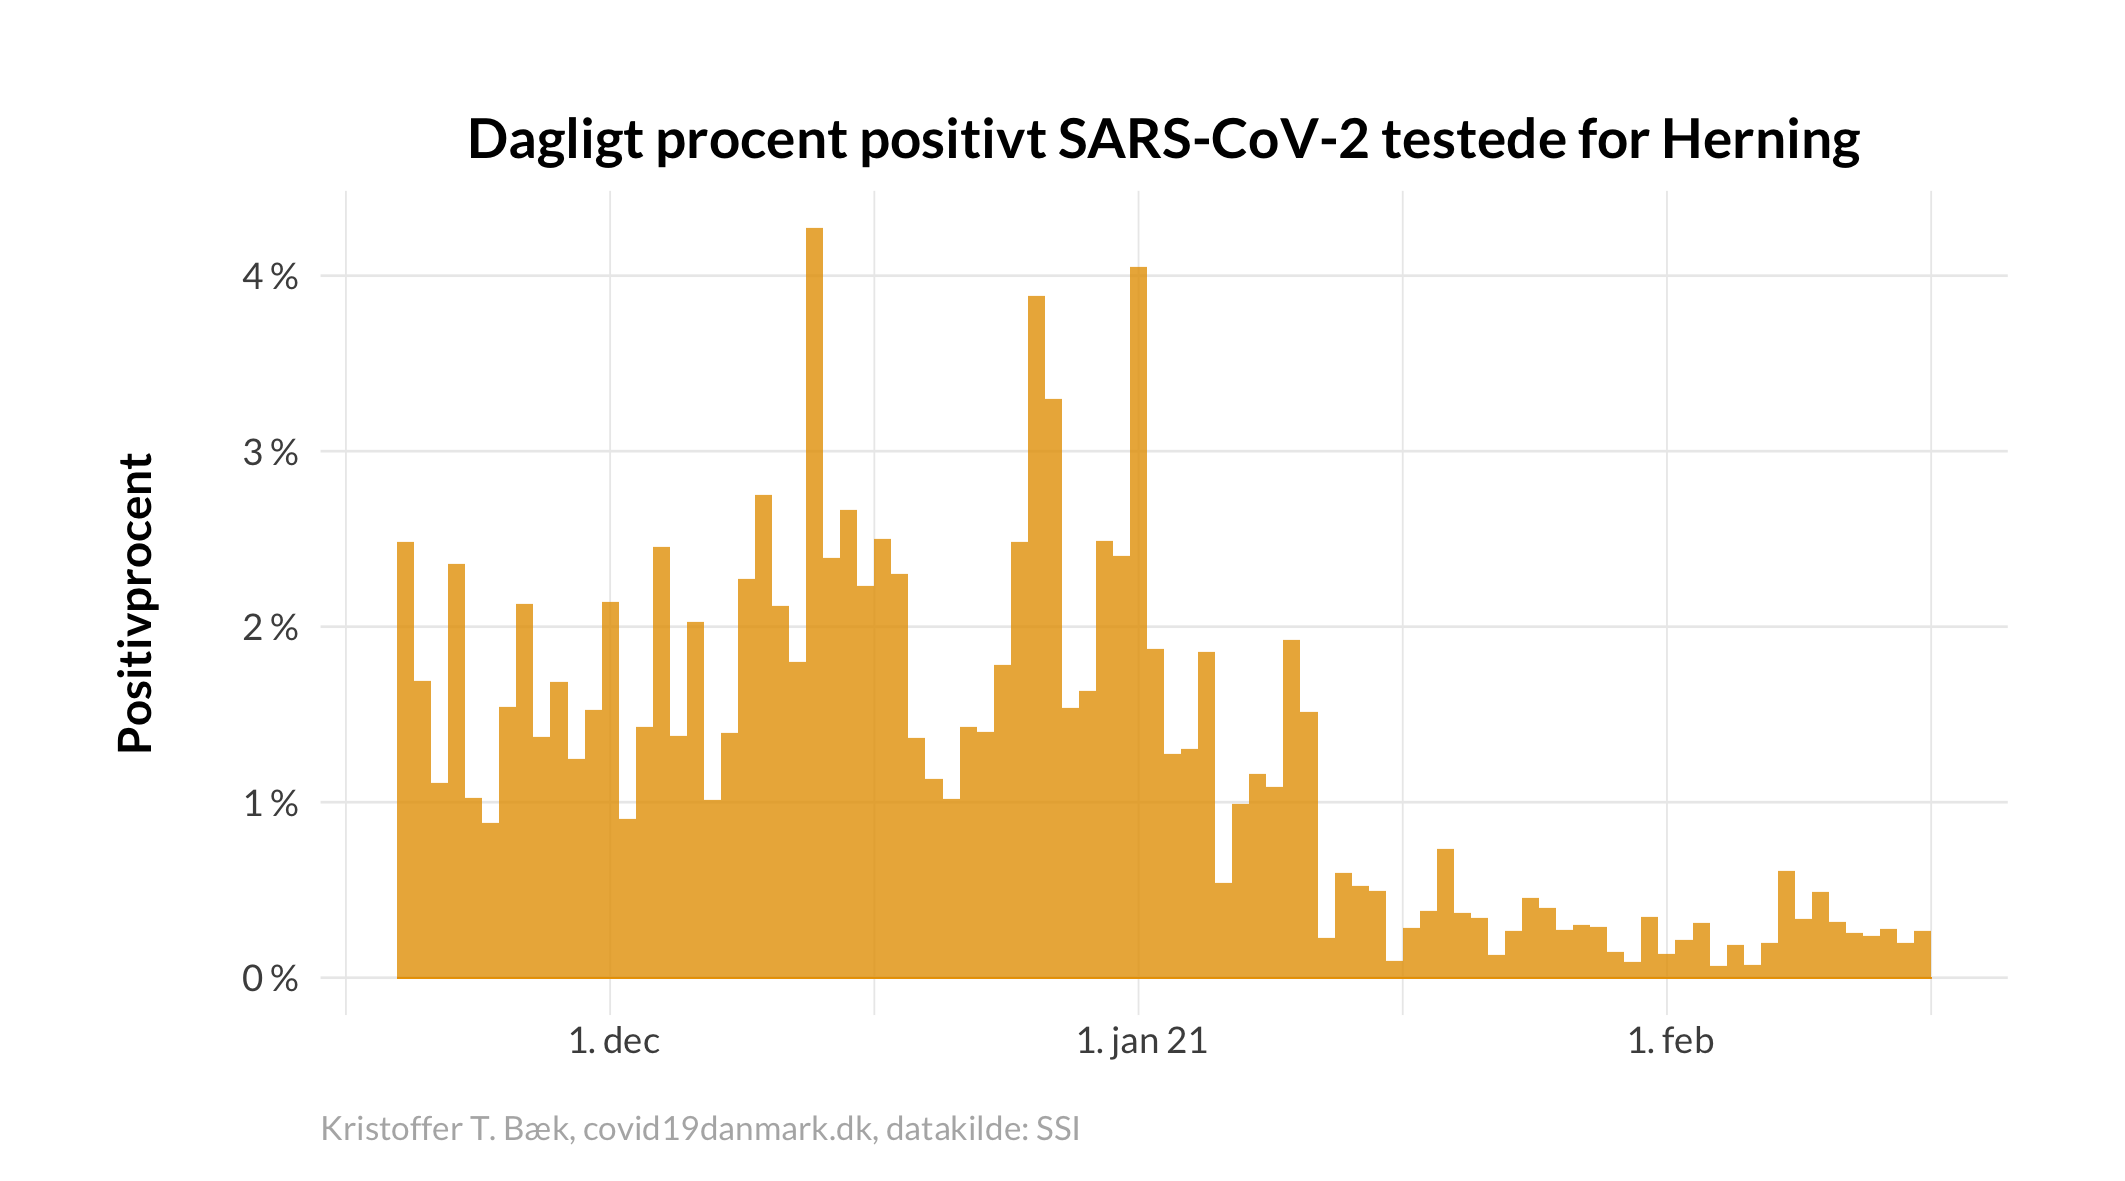 Dagligt procent positivt SARS-CoV-2 testede for Herning
Positivprocent
4 %
3 %
2 %
1 %
0 %
1. dec
1. jan 21
1. feb
Kristoffer T. Bæk, covid19danmark.dk, datakilde: SSI